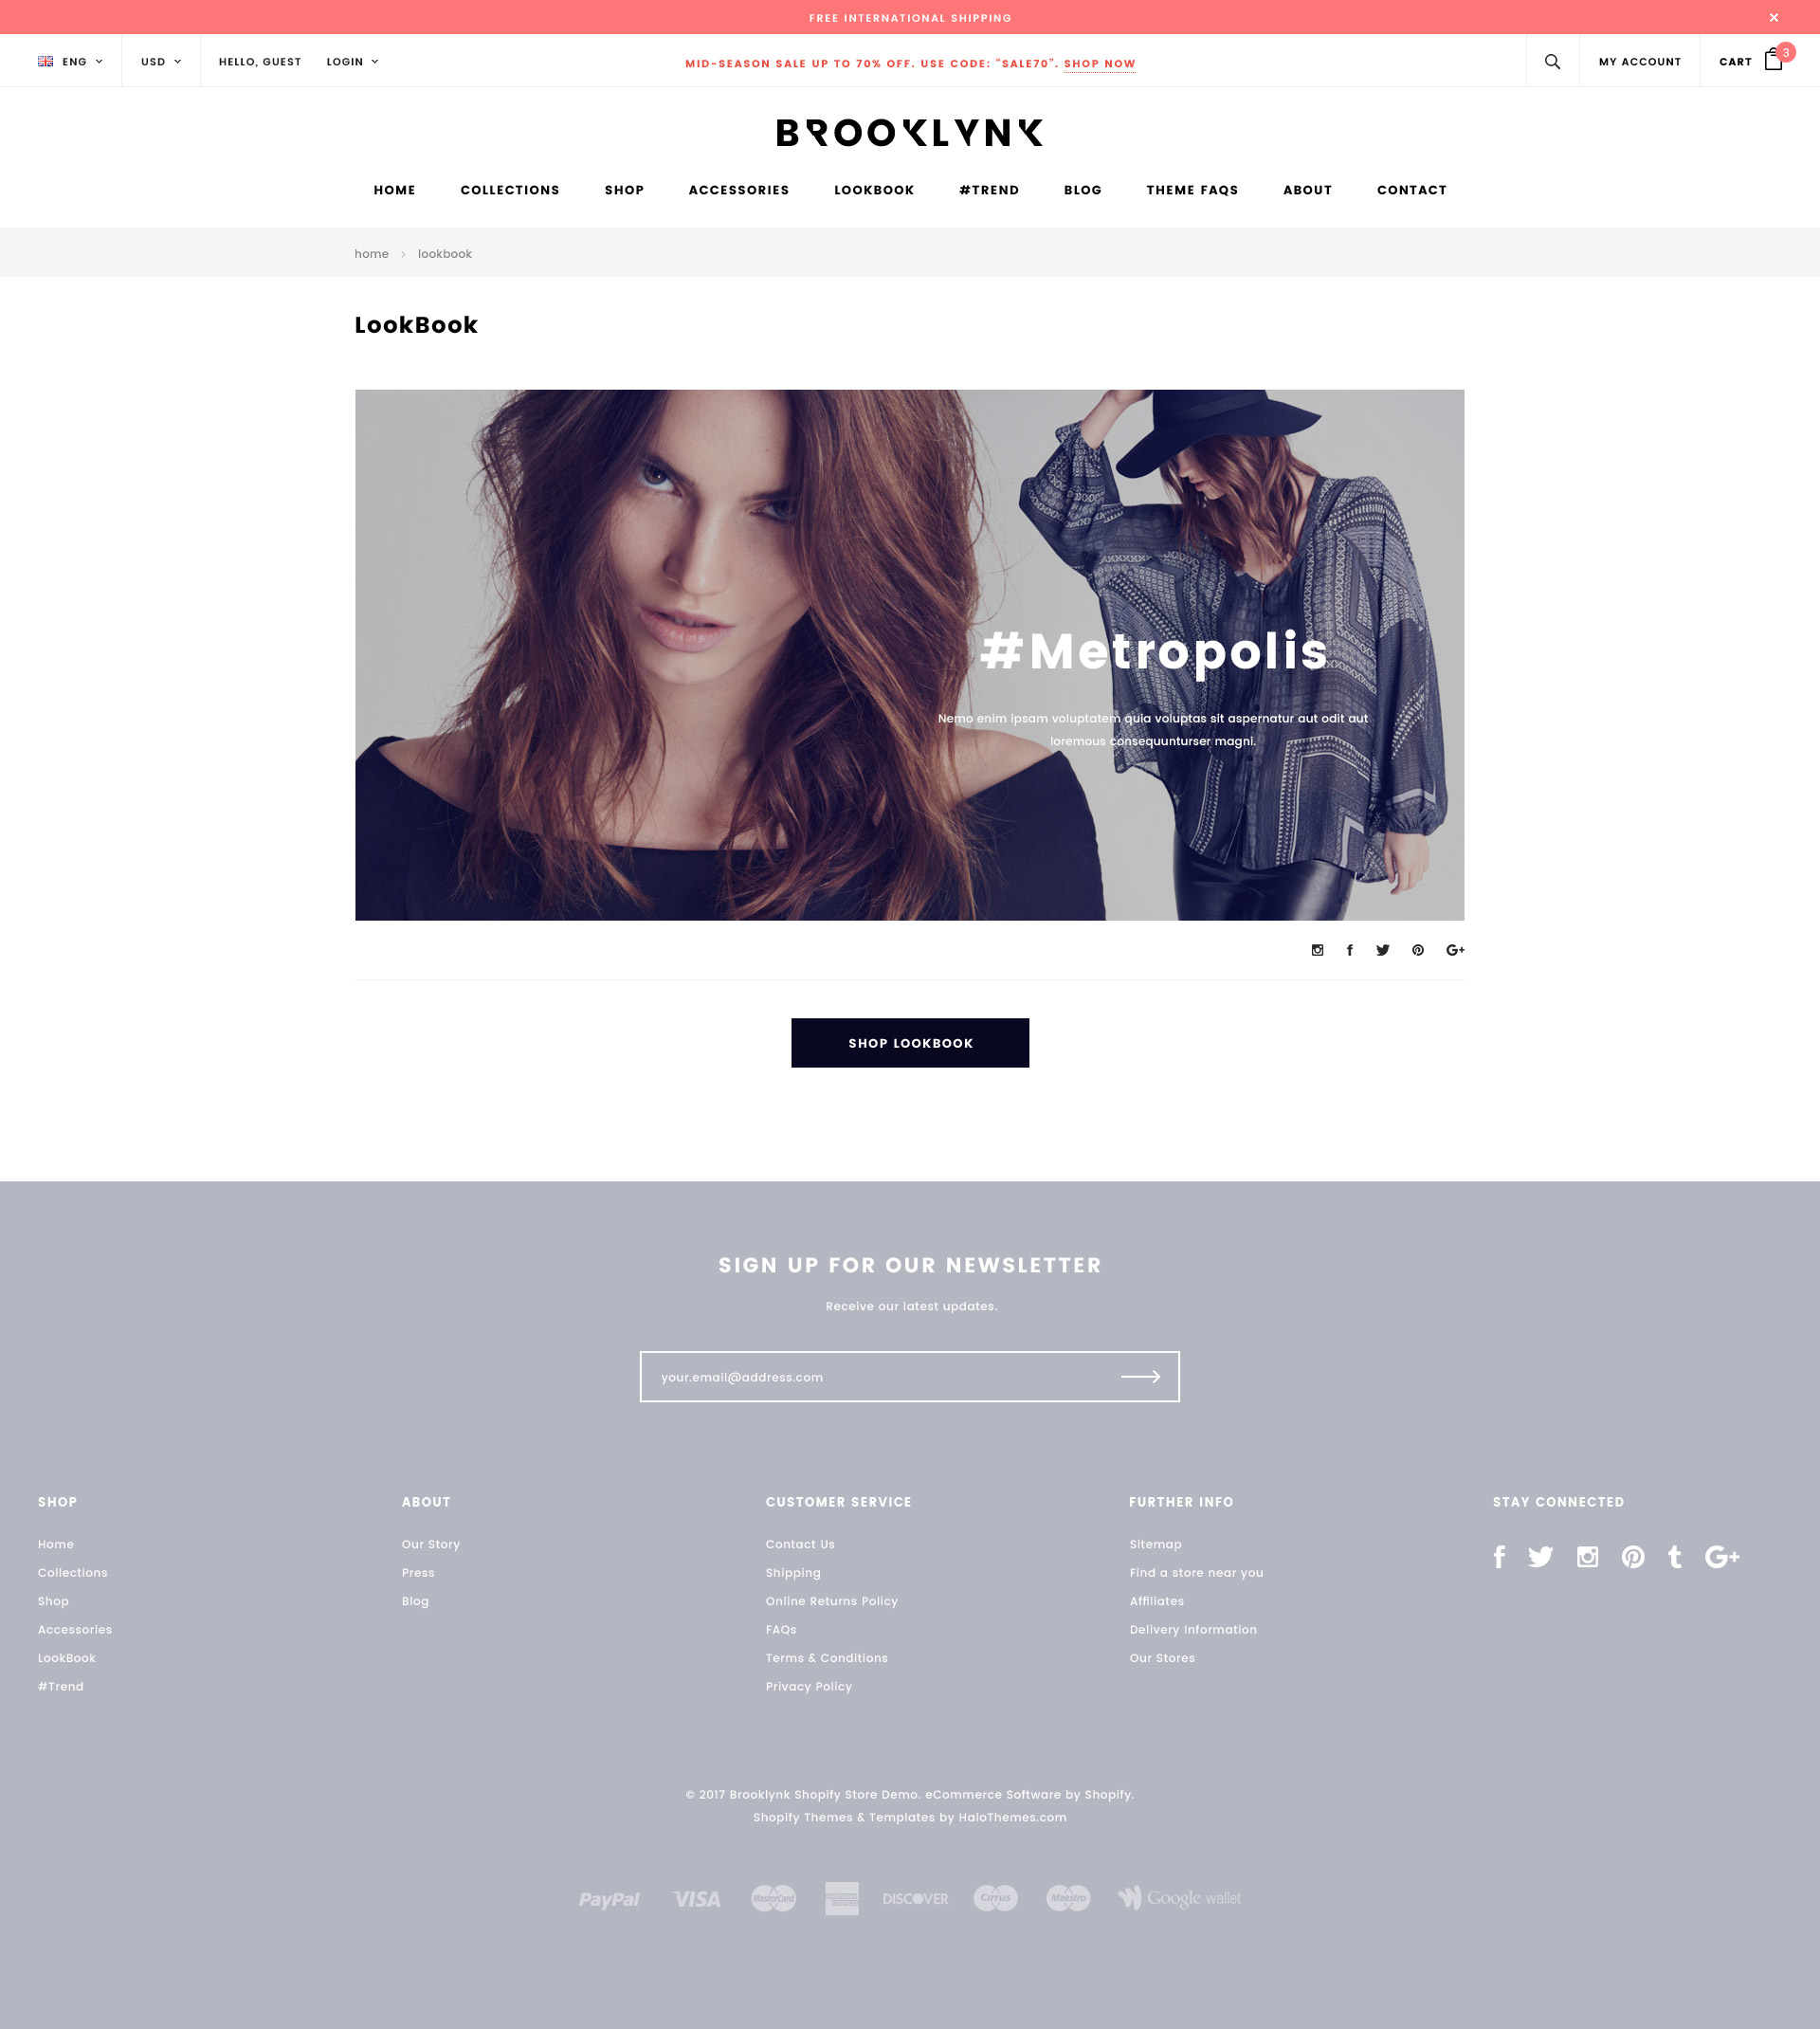 FREE INTERNATIONAL SHIPPING
ENG USD HELLO, GUEST LOGIN MID-SEASON SALE UP TO 70% OFF. USE CODE: "SALE70". SHOP NOW MY ACCOUNT CART 3
BROOKLYNK
HOME COLLECTIONS SHOP ACCESSORIES LOOKBOOK #TREND BLOG THEME FAQS ABOUT CONTACT
home > lookbook
LookBook
#Metropolis
Nemo enim ipsam voluptatem quia voluptas sit aspernatur aut odit aut
loremous consequunturser magni.
SHOP LOOKBOOK
SIGN UP FOR OUR NEWSLETTER
Receive our latest updates.
your.email@address.com
SHOP
Home
Collections
Shop
Accessories
LookBook
#Trend
ABOUT
Our Story
Press
Blog
CUSTOMER SERVICE
Contact Us
Shipping
Online Returns Policy
FAQs
Terms & Conditions
Privacy Policy
FURTHER INFO
Sitemap
Find a store near you
Affiliates
Delivery Information
Our Stores
STAY CONNECTED
© 2017 Brooklynk Shopify Store Demo. eCommerce Software by Shopify.
Shopify Themes & Templates by HaloThemes.com
PayPal VISA MasterCard AMERICAN EXPRESS DISCOVER Cirrus Maestro Google wallet